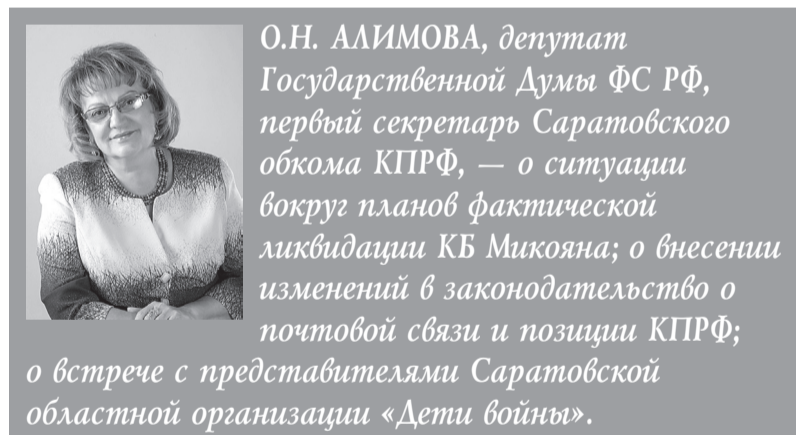 О.Н. АЛИМОВА, депутат
Государственной Думы ФС РФ,
первый секретарь Саратовского
обкома КПРФ, — о ситуации
вокруг планов фактической
ликвидации КБ Микояна; о внесении
изменений в законодательство о
почтовой связи и позиции КПРФ;
о встрече с представителями Саратовской
областной организации «Дети войны».